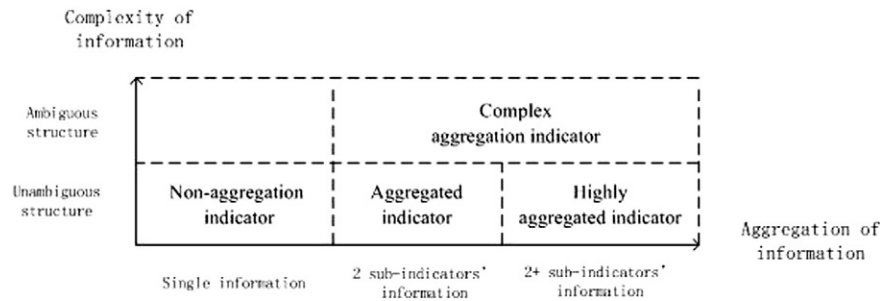 Complexity of
information
Ambiguous
structure
Complex
aggregation indicator
Unambiguous
structure
Non-aggregation
indicator
Aggregated
indicator
Highly
aggregated indicator
Aggregation of
information
Single information
2 sub-indicators'
information
2+ sub-indicators'
information